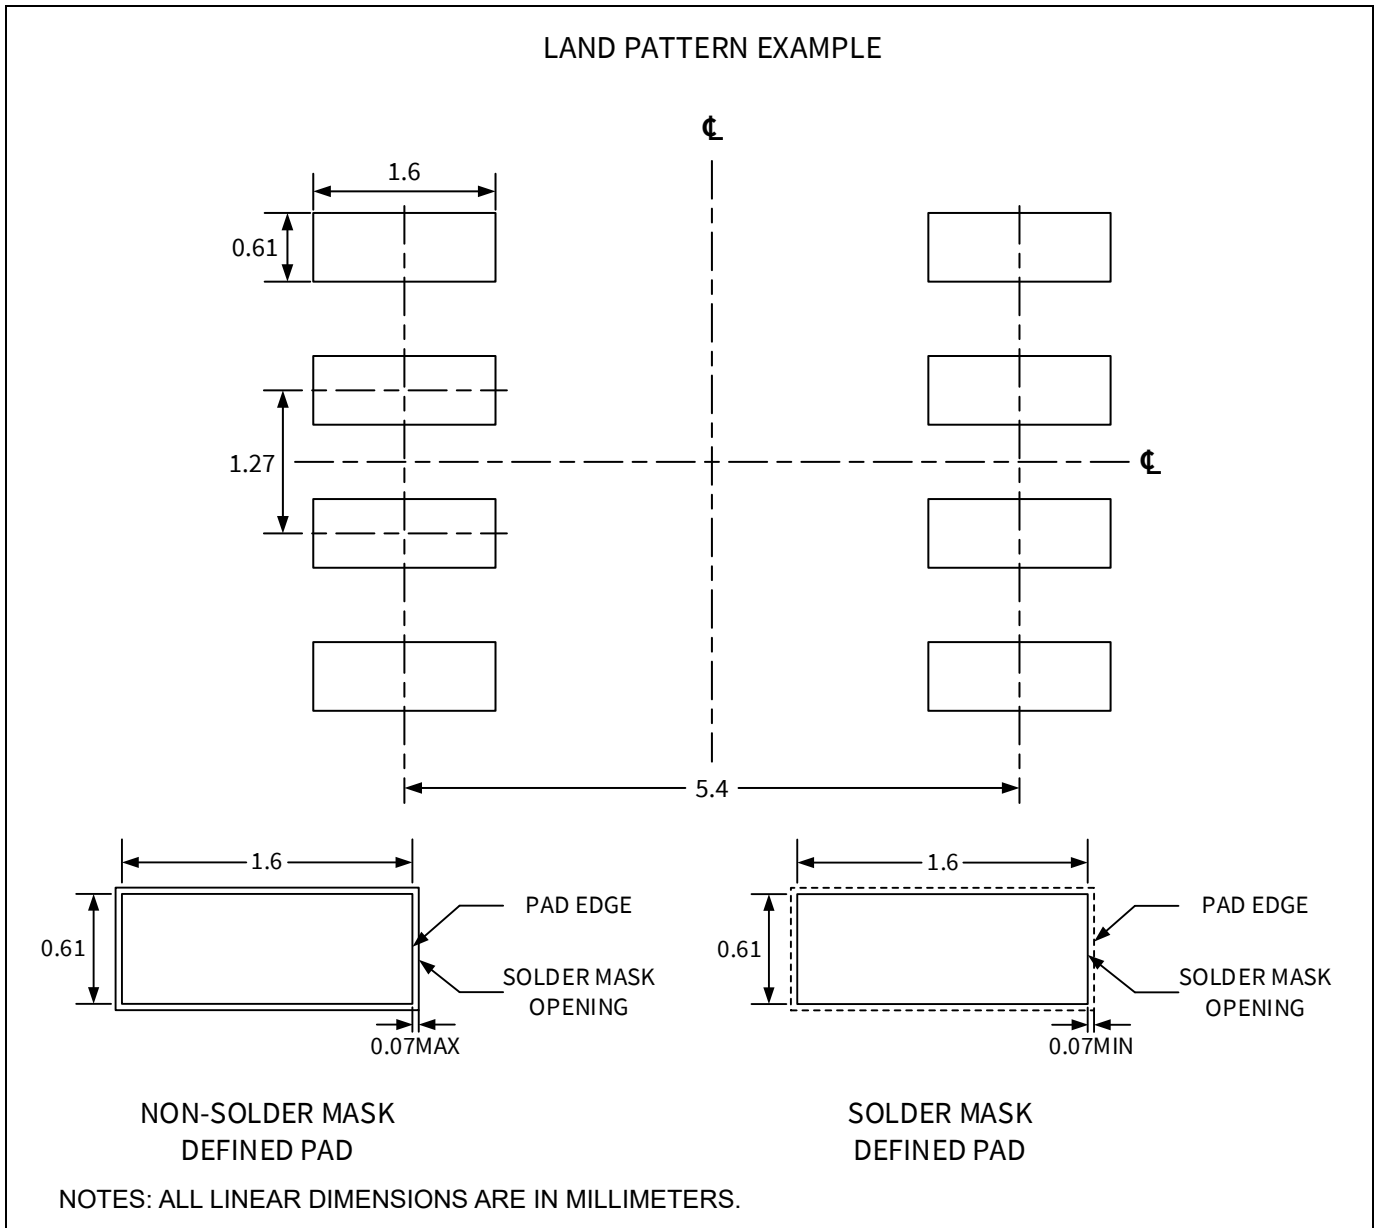 LAND PATTERN EXAMPLE
℄
1.6
0.61
1.27
℄
5.4
1.6
1.6
PAD EDGE
PAD EDGE
0.61
0.61
SOLDER MASK
OPENING
SOLDER MASK
OPENING
0.07MAX
0.07MIN
NON-SOLDER MASK
DEFINED PAD
SOLDER MASK
DEFINED PAD
NOTES: ALL LINEAR DIMENSIONS ARE IN MILLIMETERS.